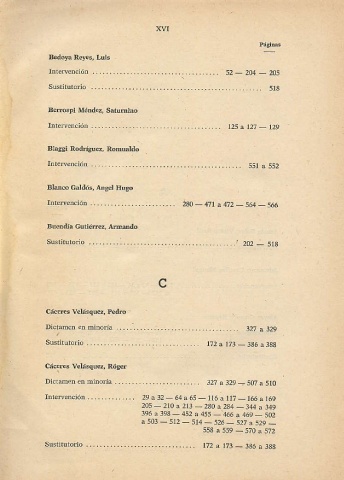 XVI
Páginas
Bedoya Reyes, Luis
Intervención ........................................ 52 — 204 — 205
Sustitutorio ........................................ 518
Berrospi Méndez, Saturnino
Intervención ........................................ 125 a 127 — 129
Biaggi Rodríguez, Romualdo
Intervención ........................................ 551 a 552
Blanco Galdós, Angel Hugo
Intervención ........................ 280 — 471 a 472 — 564 — 566
Buendía Gutiérrez, Armando
Sustitutorio ........................................ 202 — 518
C
Cáceres Velásquez, Pedro
Dictamen en minoría ........................ 327 a 329
Sustitutorio ........................ 172 a 173 — 386 a 388
Cáceres Velásquez, Róger
Dictamen en minoría ........................ 327 a 329 — 507 a 510
Intervención ................ 29 a 32 — 64 a 65 — 116 a 117 — 166 a 169
205 — 210 a 213 — 280 a 284 — 344 a 349
396 a 398 — 452 a 455 — 466 a 469 — 502
a 503 — 512 — 514 — 526 — 527 — 529 —
558 a 559 — 570 a 572
Sustitutorio ........................ 172 a 173 — 386 a 388